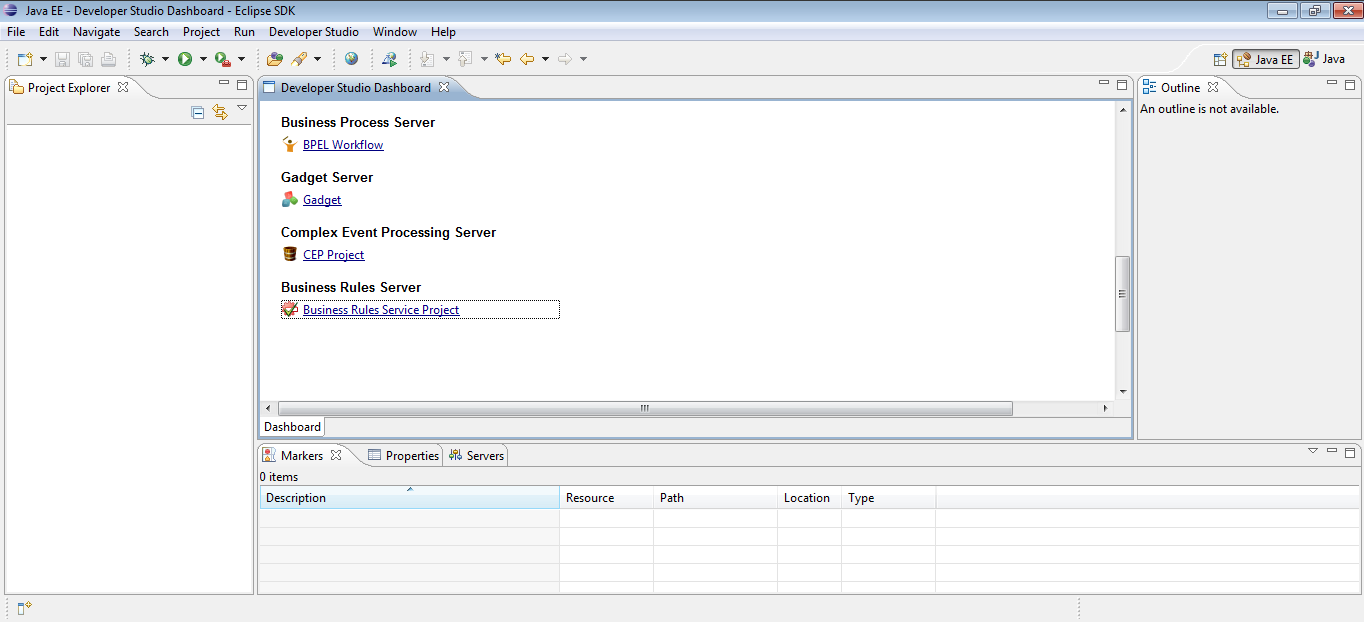 Java EE - Developer Studio Dashboard - Eclipse SDK
File Edit Navigate Search Project Run Developer Studio Window Help
Java EE Java
Project Explorer
Developer Studio Dashboard
Business Process Server
BPEL Workflow
Gadget Server
Gadget
Complex Event Processing Server
CEP Project
Business Rules Server
Business Rules Service Project
Dashboard
Outline
An outline is not available.
Markers Properties Servers
0 items
Description Resource Path Location Type